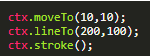 ctx.moveTo(10,10);
ctx.lineTo(200,100);
ctx.stroke();